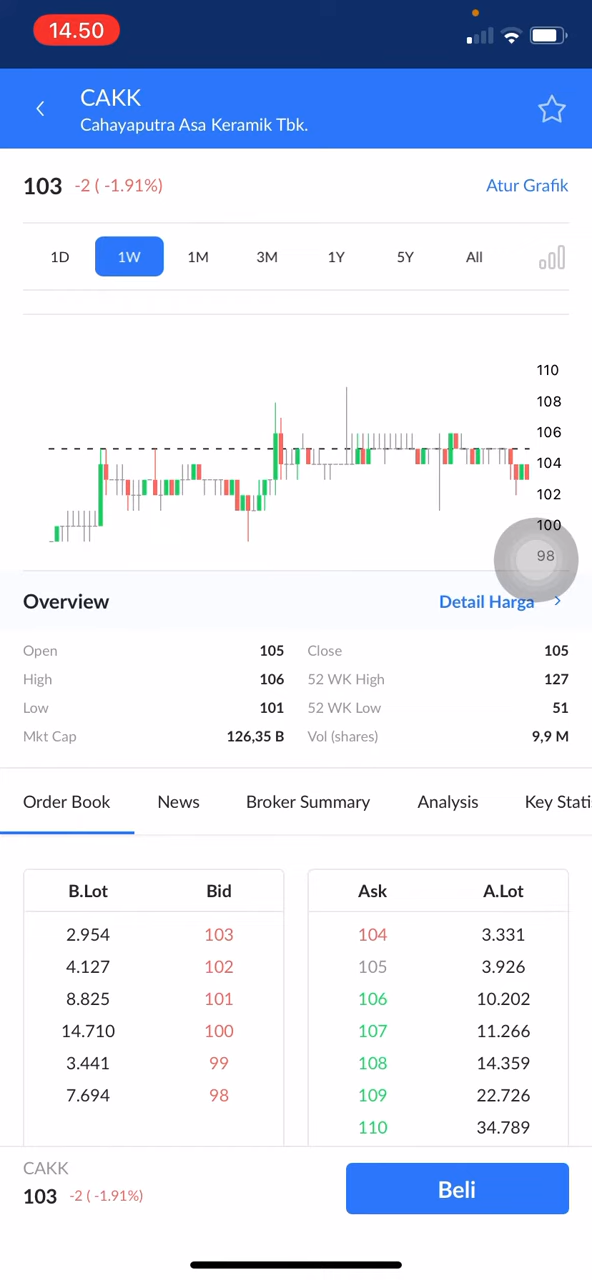 14.50
CAKK
Cahayaputra Asa Keramik Tbk.
103 -2 ( -1.91%) Atur Grafik
1D 1W 1M 3M 1Y 5Y All
110
108
106
104
102
100
98
Overview Detail Harga
Open 105 Close 105
High 106 52 WK High 127
Low 101 52 WK Low 51
Mkt Cap 126,35 B Vol (shares) 9,9 M
Order Book News Broker Summary Analysis Key Stati
B.Lot Bid Ask A.Lot
2.954 103 104 3.331
4.127 102 105 3.926
8.825 101 106 10.202
14.710 100 107 11.266
3.441 99 108 14.359
7.694 98 109 22.726
110 34.789
CAKK
103 -2 ( -1.91%) Beli